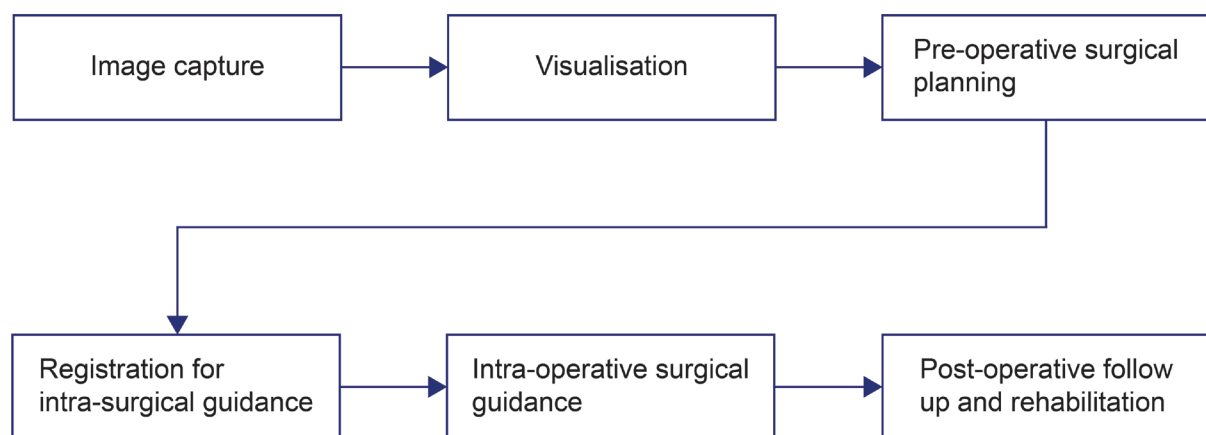 Image capture
Visualisation
Pre-operative surgical
planning
Registration for
intra-surgical guidance
Intra-operative surgical
guidance
Post-operative follow
up and rehabilitation